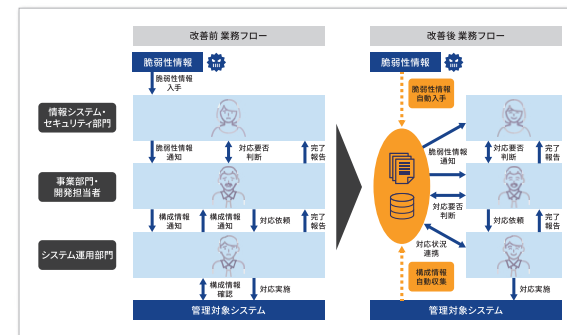 改善前 業務フロー
脆弱性情報
脆弱性情報
入手
情報システム・
セキュリティ部門
脆弱性情報
通知
対応要否
判断
完了
報告
事業部門・
開発担当者
構成情報
通知
構成情報
通知
対応依頼
完了
報告
システム運用部門
構成情報
確認
対応実施
管理対象システム
改善後 業務フロー
脆弱性情報
脆弱性情報
自動入手
脆弱性情報
通知
対応要否
判断
完了
報告
対応要否
判断
対応依頼
完了
報告
対応状況
連携
構成情報
自動収集
対応実施
管理対象システム